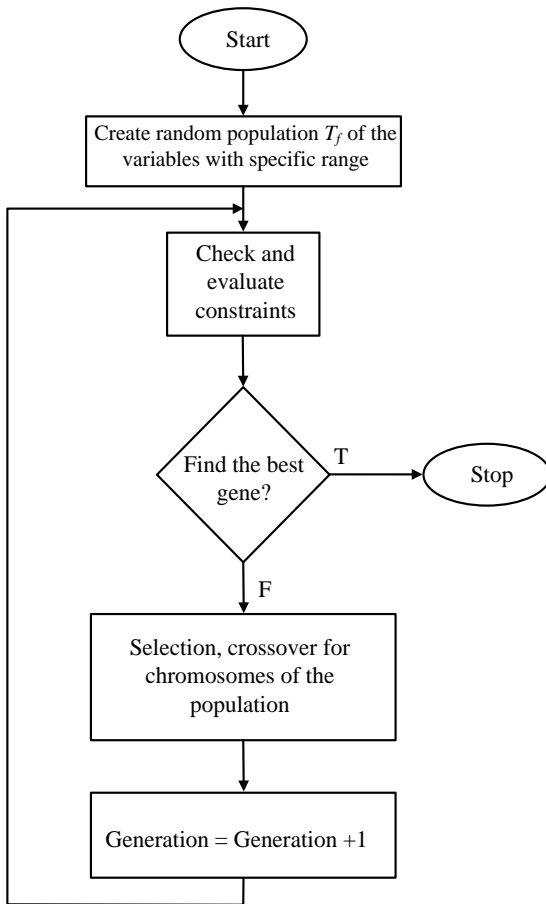 Start
Create random population T_f of the
variables with specific range
Check and
evaluate
constraints
Find the best
gene?
T
Stop
F
Selection, crossover for
chromosomes of the
population
Generation = Generation +1